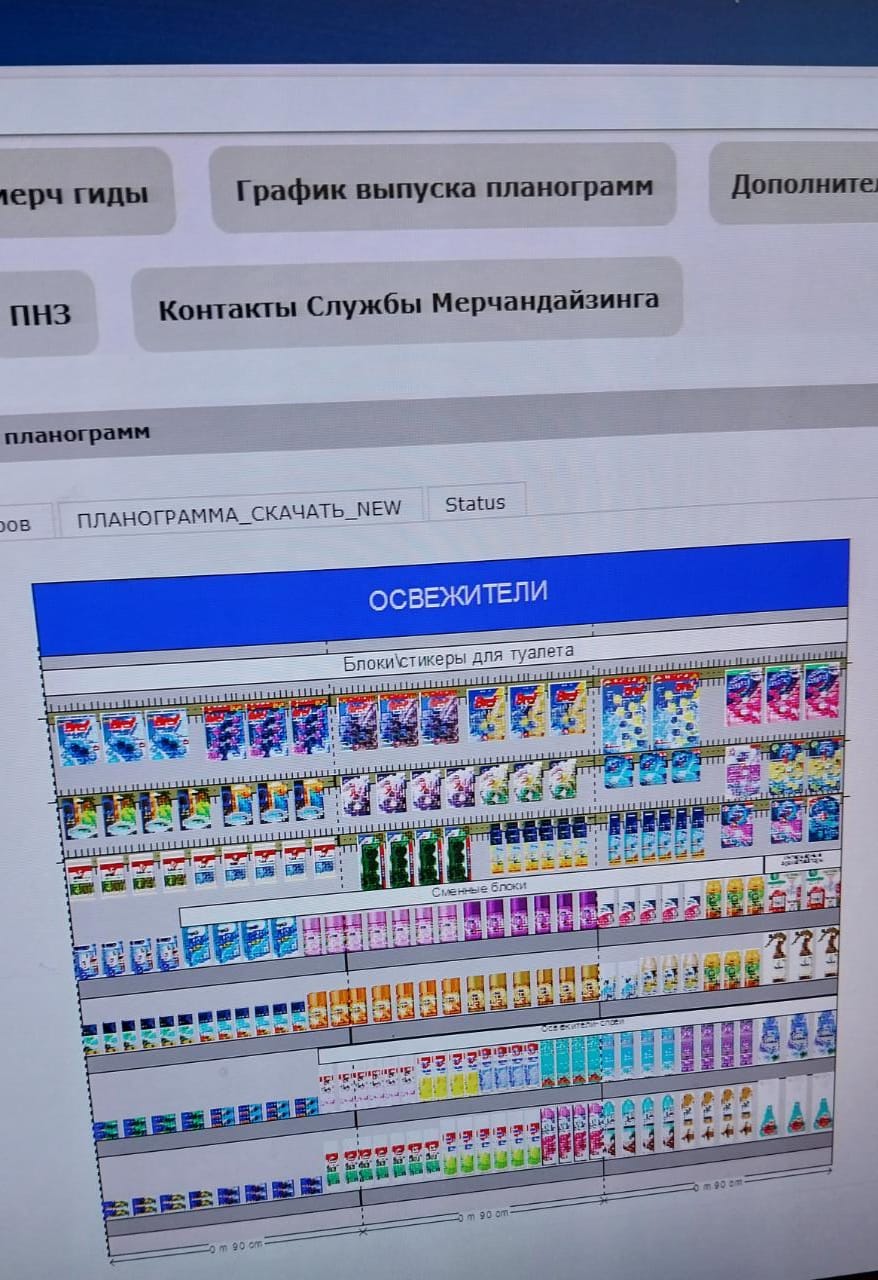 мерч гиды
График выпуска планограмм
Дополнител
ПНЗ
Контакты Службы Мерчандайзинга
планограмм
ров
ПЛАНОГРАММА_СКАЧАТЬ_NEW
Status
ОСВЕЖИТЕЛИ
Блоки\стикеры для туалета
Сменные блоки
Освежители-спреи
0 m 90 cm
0 m 90 cm
0 m 90 cm